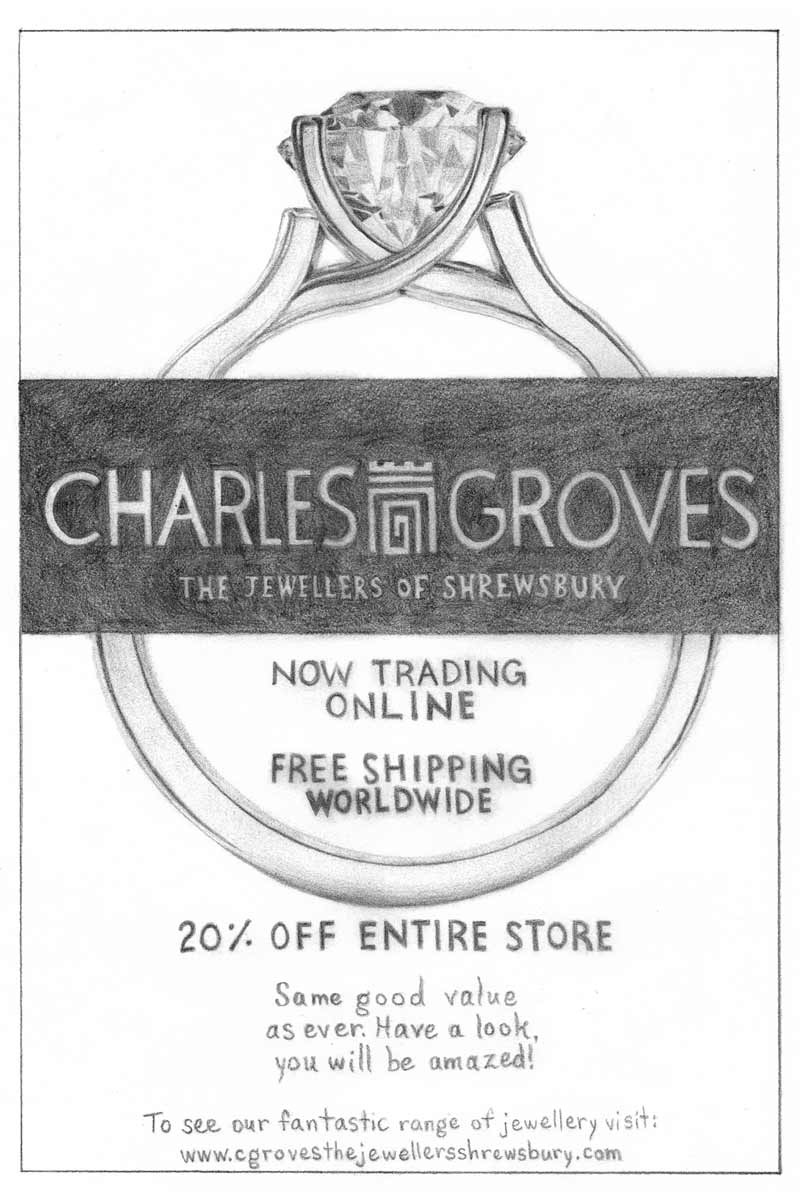 CHARLES GROVES
THE JEWELLERS OF SHREWSBURY
NOW TRADING
ONLINE
FREE SHIPPING
WORLDWIDE
20% OFF ENTIRE STORE
Same good value
as ever. Have a look,
you will be amazed!
To see our fantastic range of jewellery visit:
www.cgrovesthejewellersshrewsbury.com